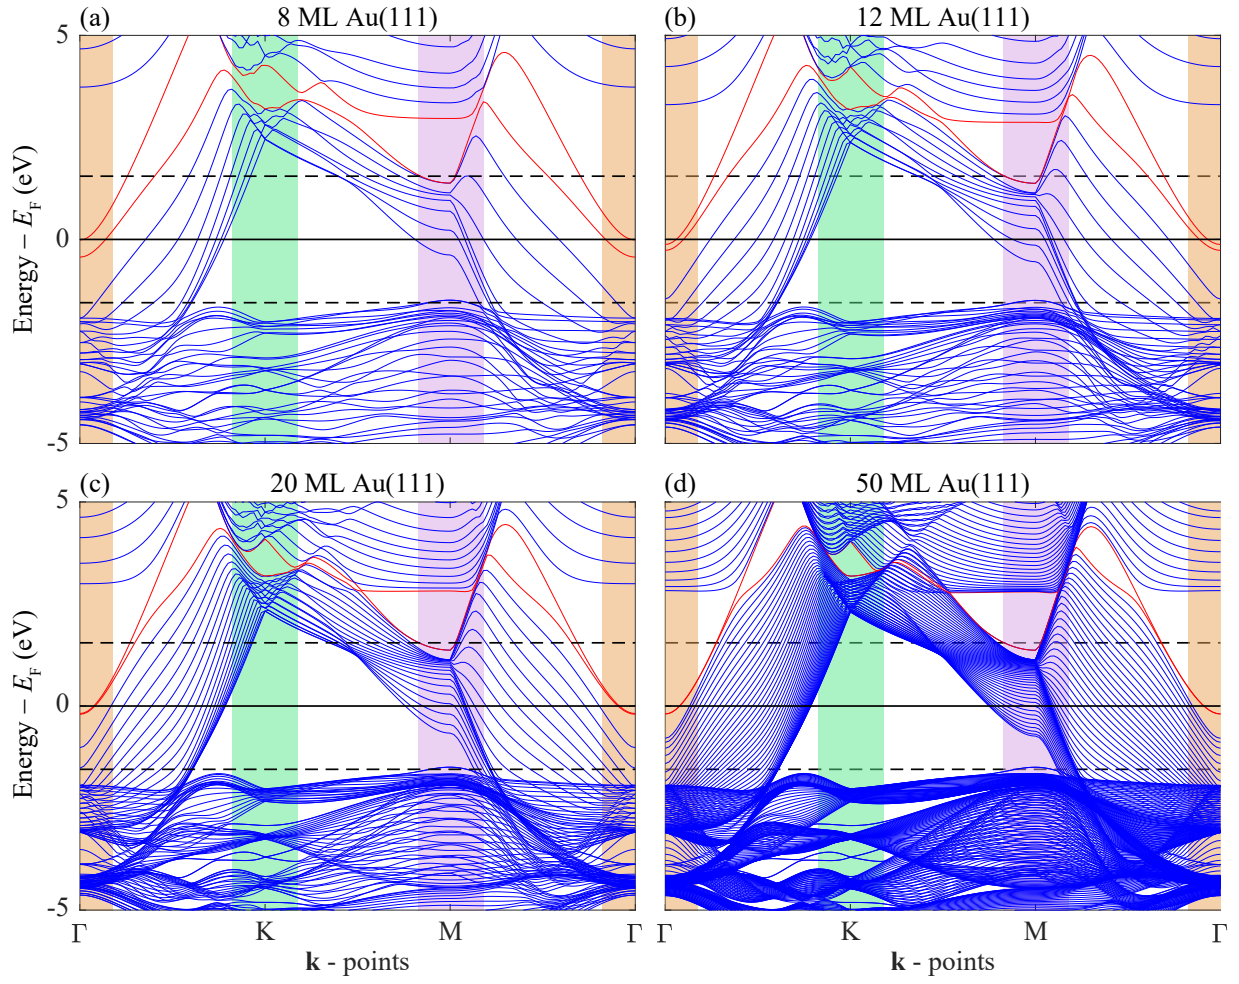 (a) 8 ML Au(111)
(b) 12 ML Au(111)
5
0
-5
Energy − E_F (eV)
(c) 20 ML Au(111)
(d) 50 ML Au(111)
5
0
-5
Energy − E_F (eV)
Γ K M Γ
Γ K M Γ
k - points
k - points